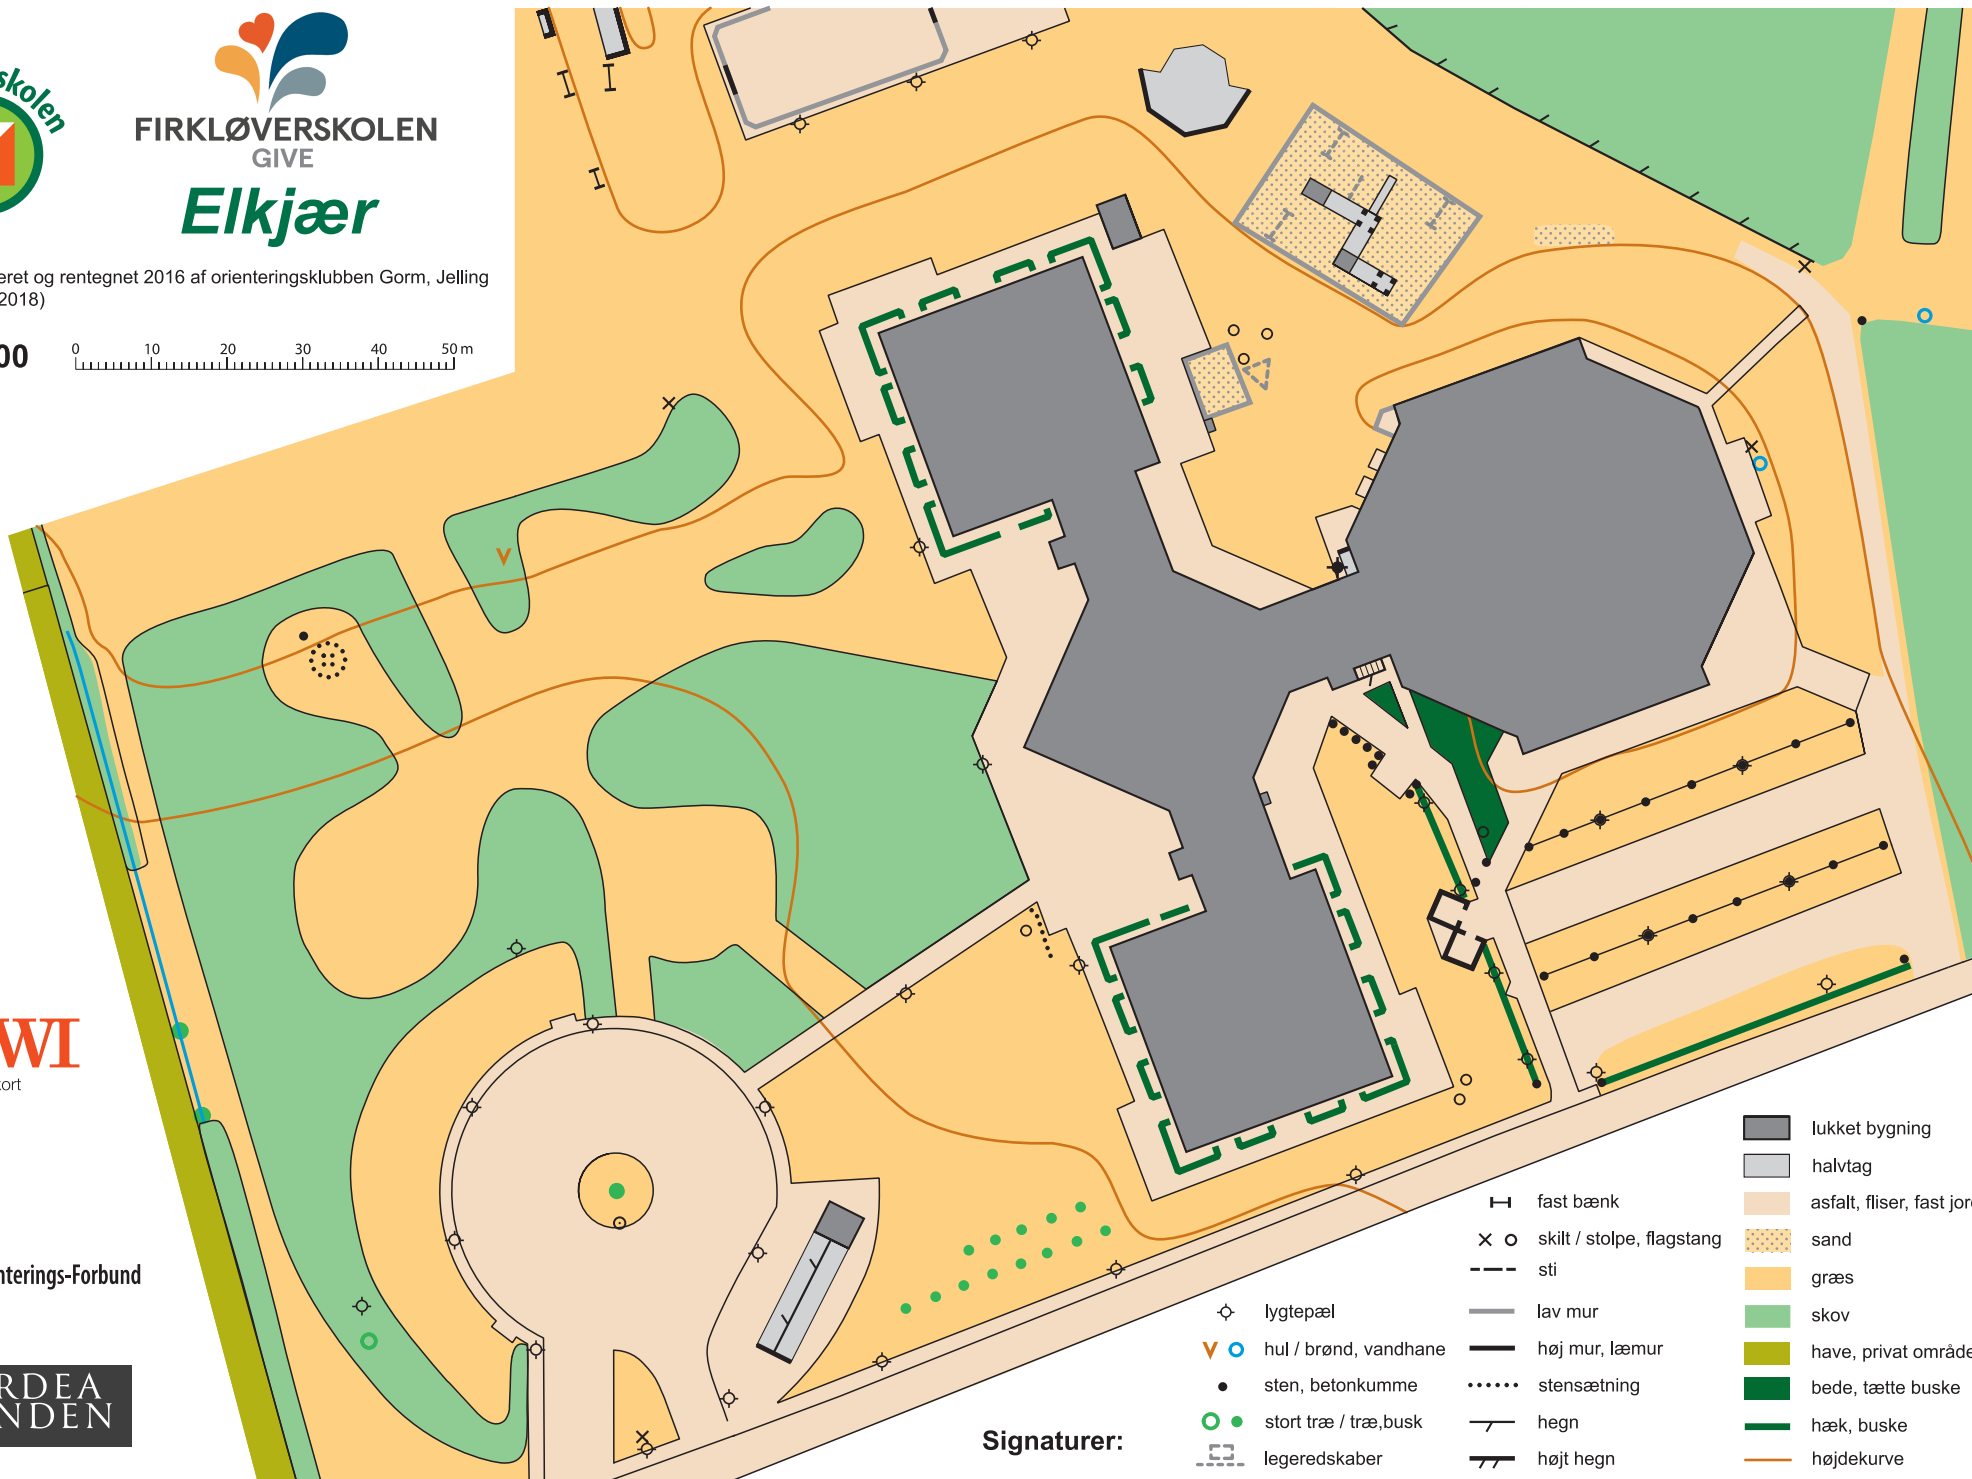 skolen
FIRKLØVERSKOLEN
GIVE
Elkjær
eret og rentegnet 2016 af orienteringsklubben Gorm, Jelling
2018)
00
0 10 20 30 40 50 m
WI
kort
nterings-Forbund
RDEA
NDEN
Signaturer:
lygtepæl
hul / brønd, vandhane
sten, betonkumme
stort træ / træ,busk
legeredskaber
fast bænk
skilt / stolpe, flagstang
sti
lav mur
høj mur, læmur
stensætning
hegn
højt hegn
lukket bygning
halvtag
asfalt, fliser, fast jor
sand
græs
skov
have, privat område
bede, tætte buske
hæk, buske
højdekurve